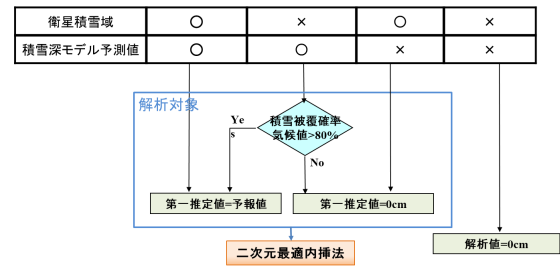 衛星積雪域 〇 × 〇 ×
積雪深モデル予測値 〇 〇 × ×
解析対象
積雪被覆確率
気候値>80%
Ye
s
No
第一推定値=予報値
第一推定値=0cm
解析値=0cm
二次元最適内挿法